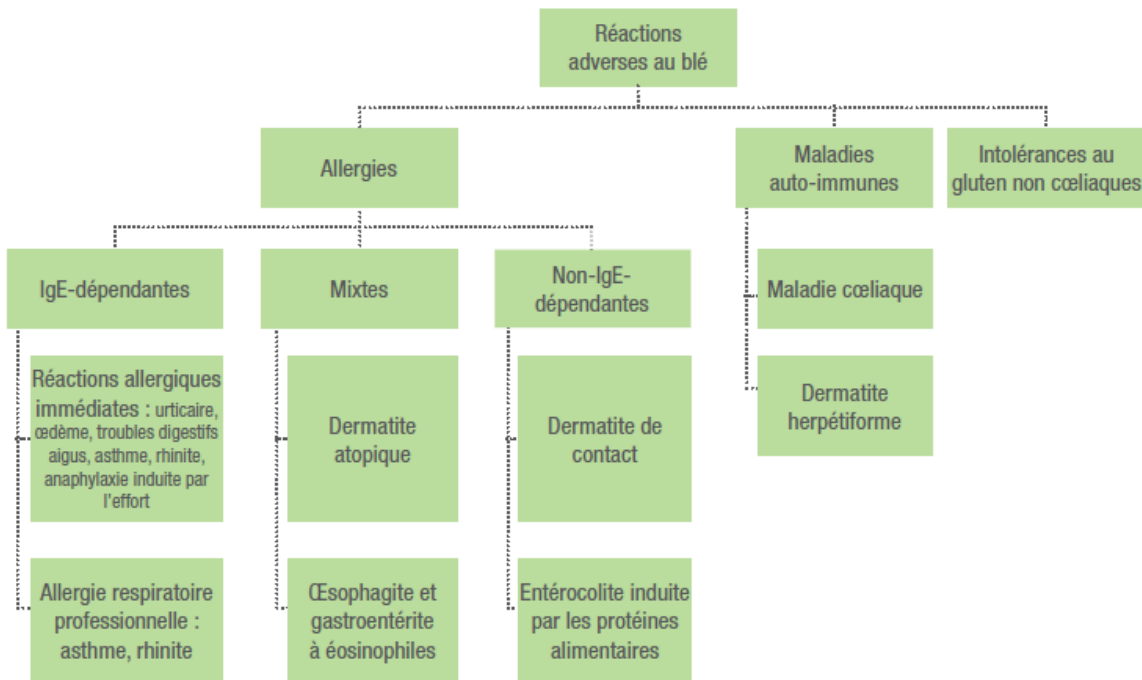 Réactions
adverses au blé
Allergies
Maladies
auto-immunes
Intolérances au
gluten non cœliaques
IgE-dépendantes
Mixtes
Non-IgE-
dépendantes
Maladie cœliaque
Réactions allergiques
immédiates : urticaire,
œdème, troubles digestifs
aigus, asthme, rhinite,
anaphylaxie induite par
l'effort
Dermatite
atopique
Dermatite de
contact
Dermatite
herpétiforme
Allergie respiratoire
professionnelle :
asthme, rhinite
Œsophagite et
gastroentérite
à éosinophiles
Entérocolite induite
par les protéines
alimentaires